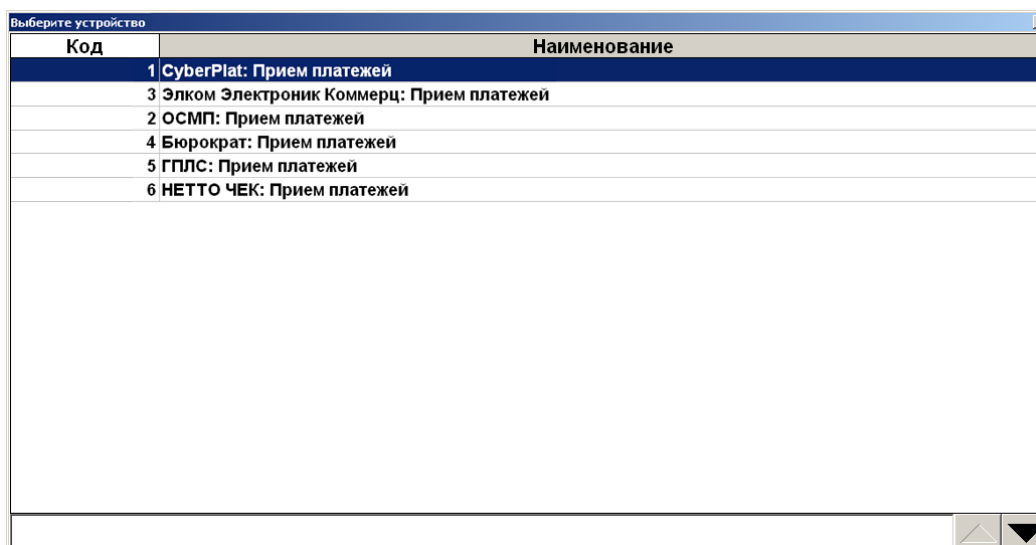 Выберите устройство
Код Наименование
1 CyberPlat: Прием платежей
3 Элком Электроник Коммерц: Прием платежей
2 ОСМП: Прием платежей
4 Бюрократ: Прием платежей
5 ГПЛС: Прием платежей
6 НЕТТО ЧЕК: Прием платежей